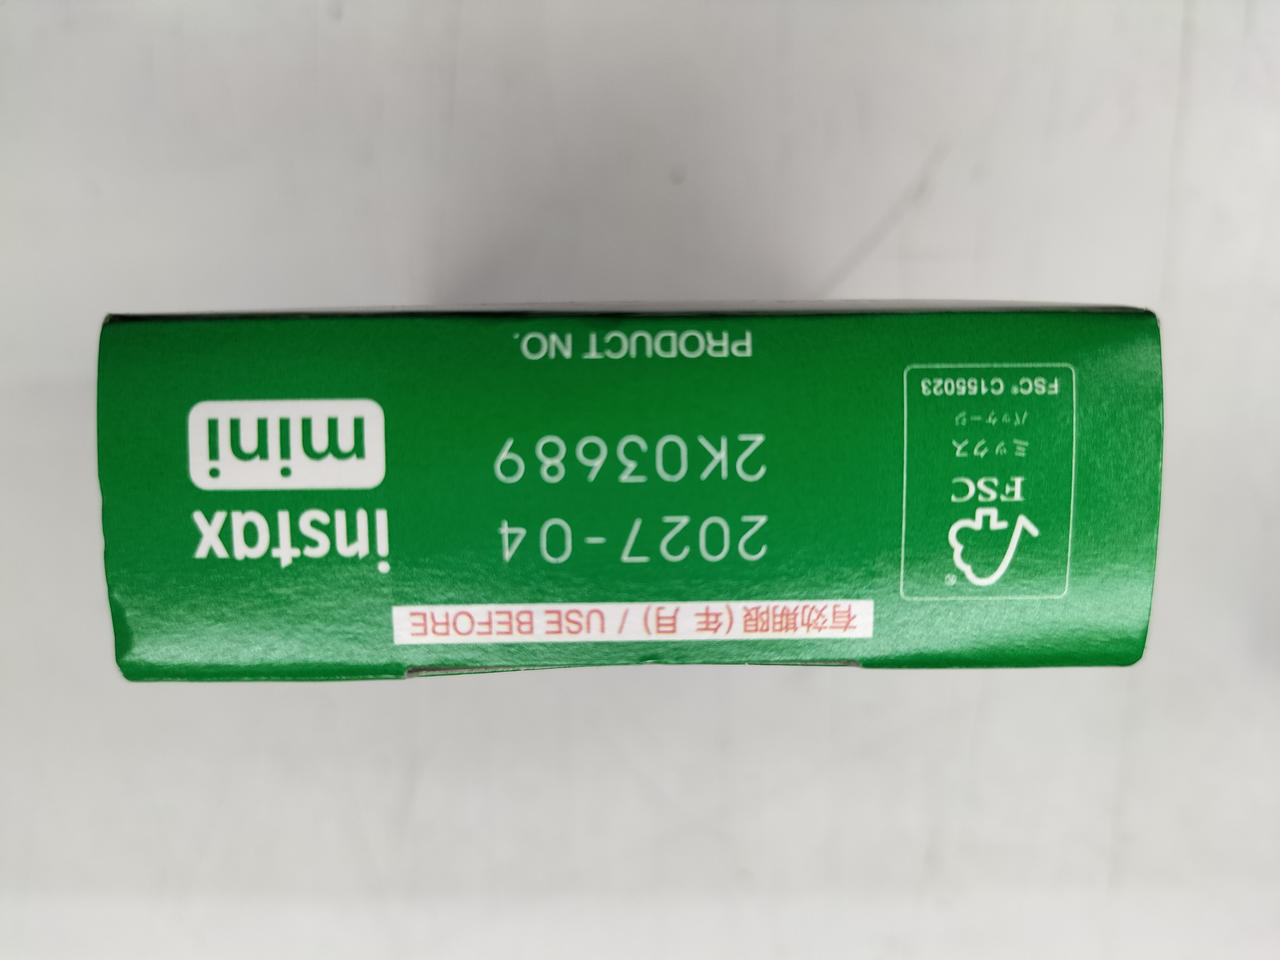 有効期限 (年 月) / USE BEFORE
2027-04
2K03689
PRODUCT NO.
instax
mini
®
FSC
ミックス
パッケージ
FSC® C155023